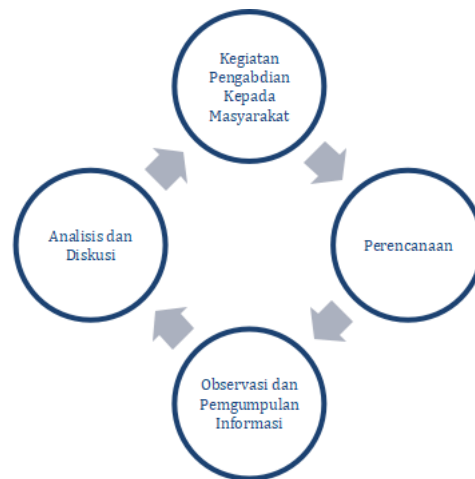 Kegiatan
Pengabdian
Kepada
Masyarakat
Perencanaan
Observasi dan
Pemgumpulan
Informasi
Analisis dan
Diskusi